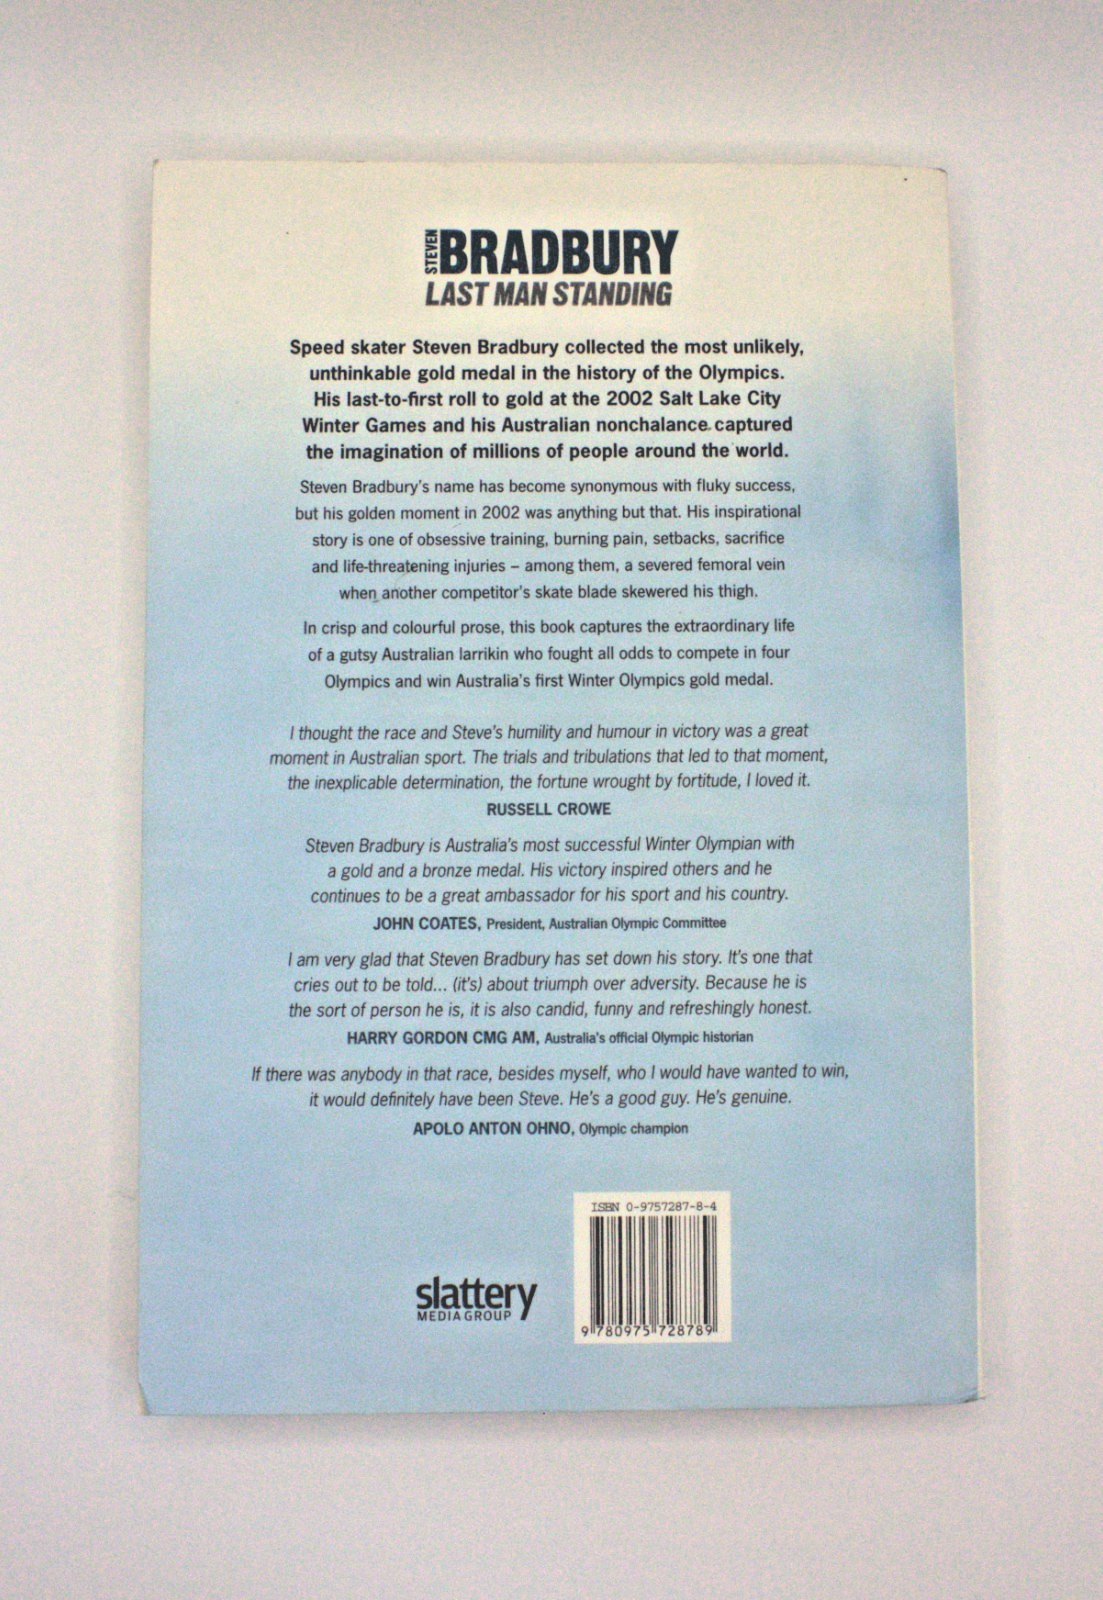 STEVEN BRADBURY
LAST MAN STANDING
Speed skater Steven Bradbury collected the most unlikely,
unthinkable gold medal in the history of the Olympics.
His last-to-first roll to gold at the 2002 Salt Lake City
Winter Games and his Australian nonchalance captured
the imagination of millions of people around the world.
Steven Bradbury's name has become synonymous with fluky success,
but his golden moment in 2002 was anything but that. His inspirational
story is one of obsessive training, burning pain, setbacks, sacrifice
and life-threatening injuries – among them, a severed femoral vein
when another competitor's skate blade skewered his thigh.
In crisp and colourful prose, this book captures the extraordinary life
of a gutsy Australian larrikin who fought all odds to compete in four
Olympics and win Australia's first Winter Olympics gold medal.
I thought the race and Steve's humility and humour in victory was a great
moment in Australian sport. The trials and tribulations that led to that moment,
the inexplicable determination, the fortune wrought by fortitude, I loved it.
RUSSELL CROWE
Steven Bradbury is Australia's most successful Winter Olympian with
a gold and a bronze medal. His victory inspired others and he
continues to be a great ambassador for his sport and his country.
JOHN COATES, President, Australian Olympic Committee
I am very glad that Steven Bradbury has set down his story. It's one that
cries out to be told... (it's) about triumph over adversity. Because he is
the sort of person he is, it is also candid, funny and refreshingly honest.
HARRY GORDON CMG AM, Australia's official Olympic historian
If there was anybody in that race, besides myself, who I would have wanted to win,
it would definitely have been Steve. He's a good guy. He's genuine.
APOLO ANTON OHNO, Olympic champion
ISBN 0-9757287-8-4
slattery
MEDIA GROUP
9 780975 728789